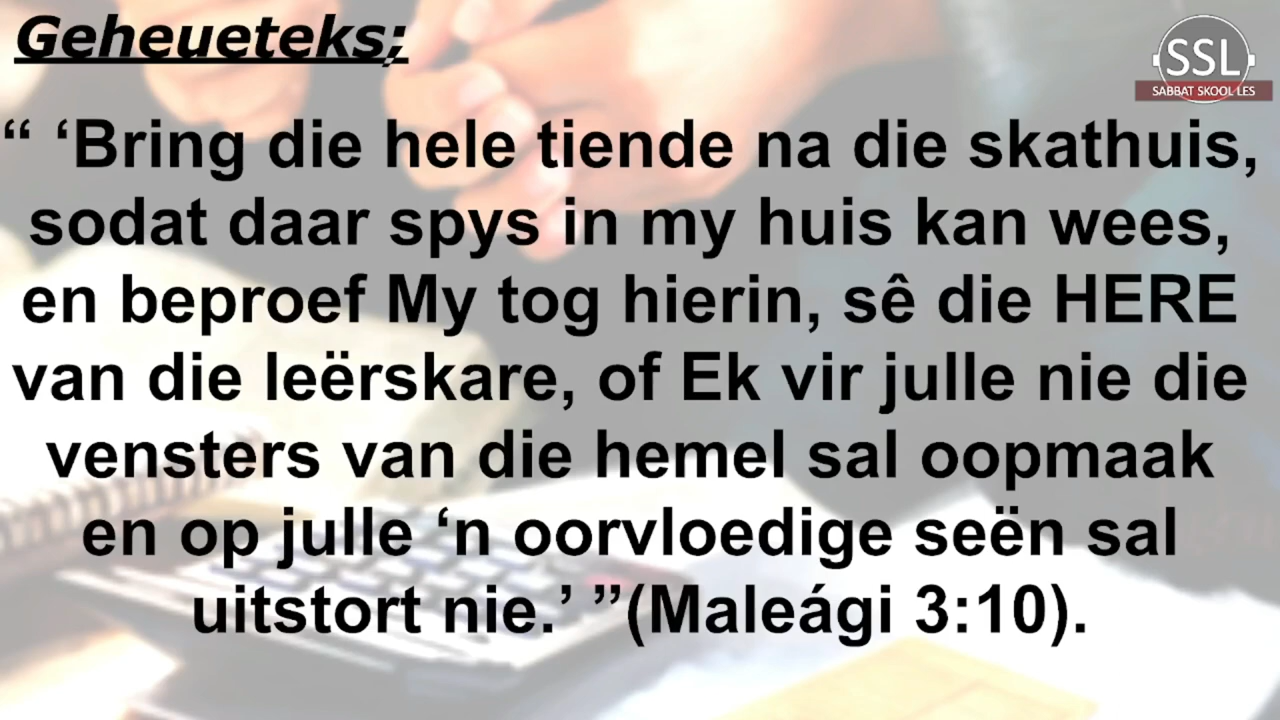 Geheueteks;
SSL
SABBAT SKOOL LES
“ ‘Bring die hele tiende na die skathuis,
sodat daar spys in my huis kan wees,
en beproef My tog hierin, sê die HERE
van die leërskare, of Ek vir julle nie die
vensters van die hemel sal oopmaak
en op julle ‘n oorvloedige seën sal
uitstort nie.’ ”(Maleági 3:10).